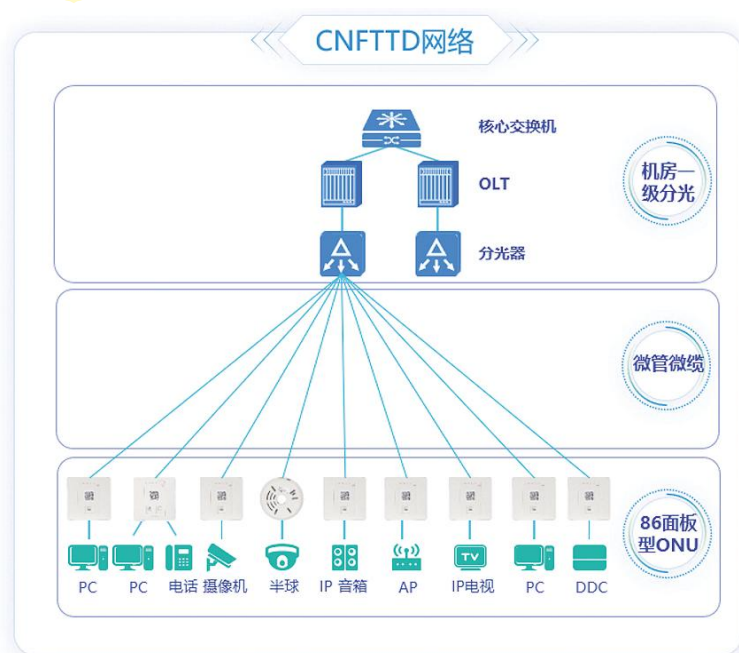 CNFTTD网络
核心交换机
机房一
级分光
OLT
分光器
微管微缆
86面板
型ONU
TV
PC
PC
电话
摄像机
半球
IP 音箱
AP
IP电视
PC
DDC